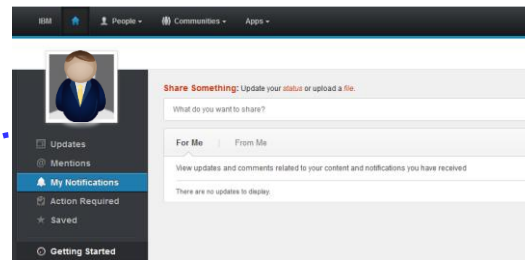 IBM People Communities Apps
Share Something: Update your status or upload a file.
What do you want to share?
For Me From Me
View updates and comments related to your content and notifications you have received
There are no updates to display.
Updates
Mentions
My Notifications
Action Required
Saved
Getting Started